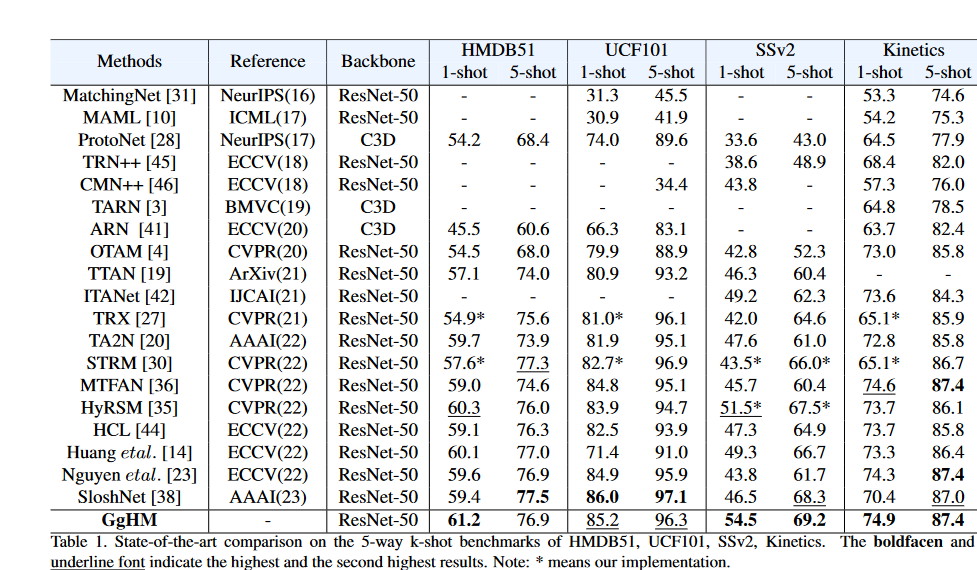 Methods Reference Backbone HMDB51 UCF101 SSv2 Kinetics
1-shot 5-shot 1-shot 5-shot 1-shot 5-shot 1-shot 5-shot
MatchingNet [31] NeurIPS(16) ResNet-50 - - 31.3 45.5 - - 53.3 74.6
MAML [10] ICML(17) ResNet-50 - - 30.9 41.9 - - 54.2 75.3
ProtoNet [28] NeurIPS(17) C3D 54.2 68.4 74.0 89.6 33.6 43.0 64.5 77.9
TRN++ [45] ECCV(18) ResNet-50 - - - - 38.6 48.9 68.4 82.0
CMN++ [46] ECCV(18) ResNet-50 - - - 34.4 43.8 - 57.3 76.0
TARN [3] BMVC(19) C3D - - - - - - 64.8 78.5
ARN [41] ECCV(20) C3D 45.5 60.6 66.3 83.1 - - 63.7 82.4
OTAM [4] CVPR(20) ResNet-50 54.5 68.0 79.9 88.9 42.8 52.3 73.0 85.8
TTAN [19] ArXiv(21) ResNet-50 57.1 74.0 80.9 93.2 46.3 60.4 - -
ITANet [42] IJCAI(21) ResNet-50 - - - - 49.2 62.3 73.6 84.3
TRX [27] CVPR(21) ResNet-50 54.9* 75.6 81.0* 96.1 42.0 64.6 65.1* 85.9
TA2N [20] AAAI(22) ResNet-50 59.7 73.9 81.9 95.1 47.6 61.0 72.8 85.8
STRM [30] CVPR(22) ResNet-50 57.6* 77.3 82.7* 96.9 43.5* 66.0* 65.1* 86.7
MTFAN [36] CVPR(22) ResNet-50 59.0 74.6 84.8 95.1 45.7 60.4 74.6 87.4
HyRSM [35] CVPR(22) ResNet-50 60.3 76.0 83.9 94.7 51.5* 67.5* 73.7 86.1
HCL [44] ECCV(22) ResNet-50 59.1 76.3 82.5 93.9 47.3 64.9 73.7 85.8
Huang etal. [14] ECCV(22) ResNet-50 60.1 77.0 71.4 91.0 49.3 66.7 73.3 86.4
Nguyen etal. [23] ECCV(22) ResNet-50 59.6 76.9 84.9 95.9 43.8 61.7 74.3 87.4
SloshNet [38] AAAI(23) ResNet-50 59.4 77.5 86.0 97.1 46.5 68.3 70.4 87.0
GgHM - ResNet-50 61.2 76.9 85.2 96.3 54.5 69.2 74.9 87.4
Table 1. State-of-the-art comparison on the 5-way k-shot benchmarks of HMDB51, UCF101, SSv2, Kinetics. The boldfacen and
underline font indicate the highest and the second highest results. Note: * means our implementation.